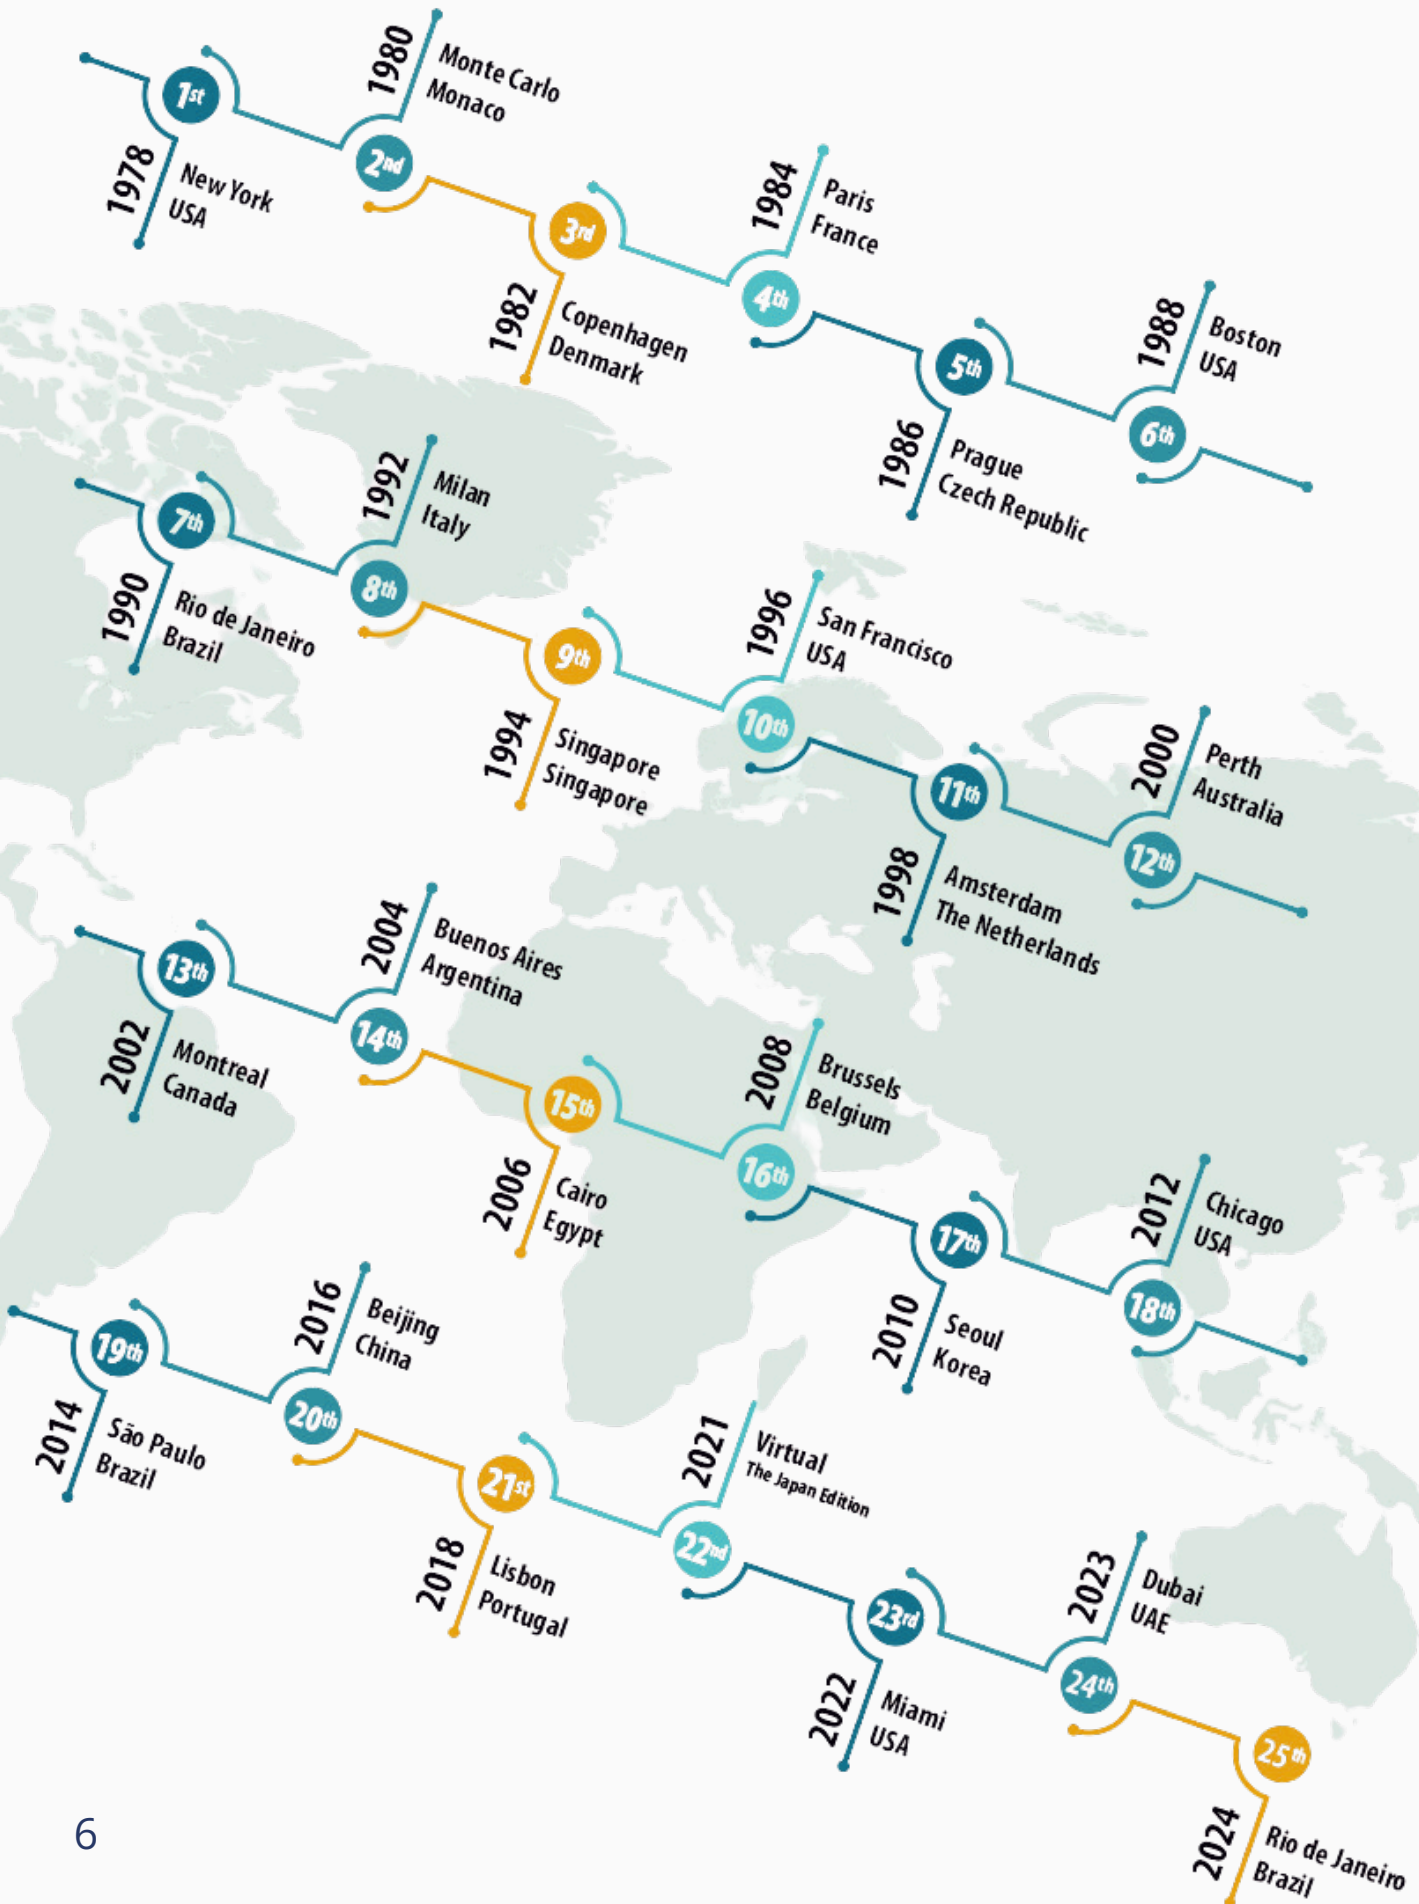 1st
1978
New York
USA
2nd
1980
Monte Carlo
Monaco
3rd
1982
Copenhagen
Denmark
4th
1984
Paris
France
5th
1986
Prague
Czech Republic
6th
1988
Boston
USA
7th
1990
Rio de Janeiro
Brazil
8th
1992
Milan
Italy
9th
1994
Singapore
Singapore
10th
1996
San Francisco
USA
11th
1998
Amsterdam
The Netherlands
12th
2000
Perth
Australia
13th
2002
Montreal
Canada
14th
2004
Buenos Aires
Argentina
15th
2006
Cairo
Egypt
16th
2008
Brussels
Belgium
17th
2010
Seoul
Korea
18th
2012
Chicago
USA
19th
2014
São Paulo
Brazil
20th
2016
Beijing
China
21st
2018
Lisbon
Portugal
22nd
2021
Virtual
The Japan Edition
23rd
2022
Miami
USA
24th
2023
Dubai
UAE
25th
2024
Rio de Janeiro
Brazil
6